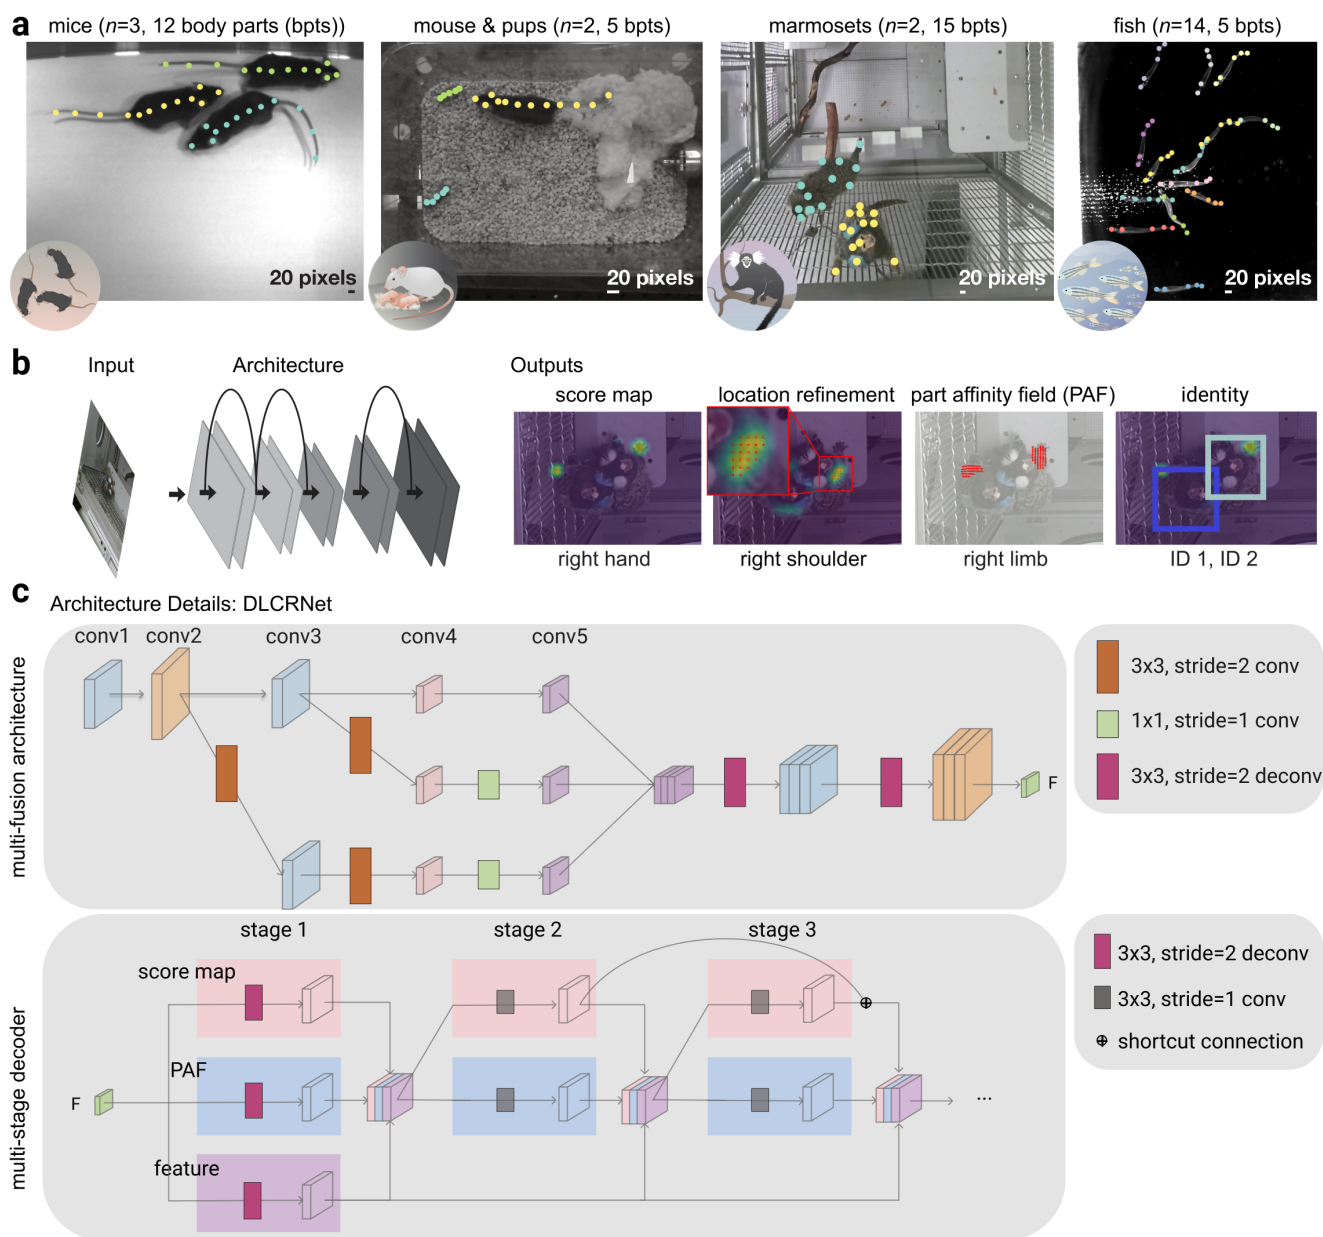 a
mice (n=3, 12 body parts (bpts))
mouse & pups (n=2, 5 bpts)
marmosets (n=2, 15 bpts)
fish (n=14, 5 bpts)
20 pixels
20 pixels
20 pixels
20 pixels
b
Input
Architecture
Outputs
score map
location refinement
part affinity field (PAF)
identity
right hand
right shoulder
right limb
ID 1, ID 2
c
Architecture Details: DLCRNet
multi-fusion architecture
conv1
conv2
conv3
conv4
conv5
F
3x3, stride=2 conv
1x1, stride=1 conv
3x3, stride=2 deconv
multi-stage decoder
stage 1
stage 2
stage 3
score map
PAF
F
feature
...
3x3, stride=2 deconv
3x3, stride=1 conv
shortcut connection